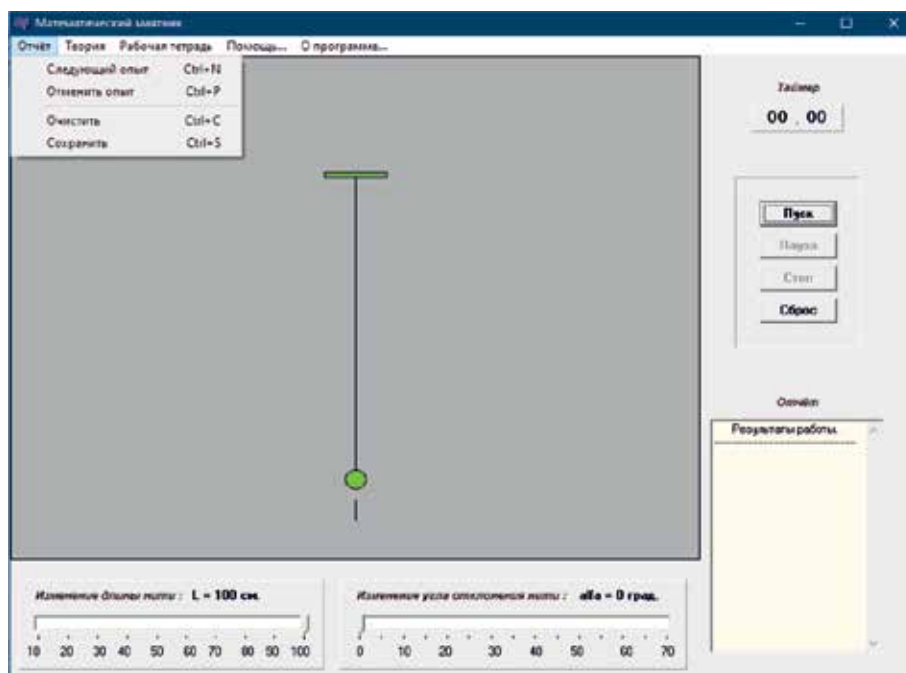 Математический маятник
Отчёт Теория Рабочая тетрадь Помощь... О программе...
Следующий опыт Ctrl+N
Отменить опыт Ctrl+P
Очистить Ctrl+C
Сохранить Ctrl+S
Таймер
00 . 00
Пуск
Пауза
Стоп
Сброс
Отчёт
Результаты работы.
Изменение длины нити : L = 100 см.
10 20 30 40 50 60 70 80 90 100
Изменение угла отклонения нити : alfa = 0 град.
0 10 20 30 40 50 60 70